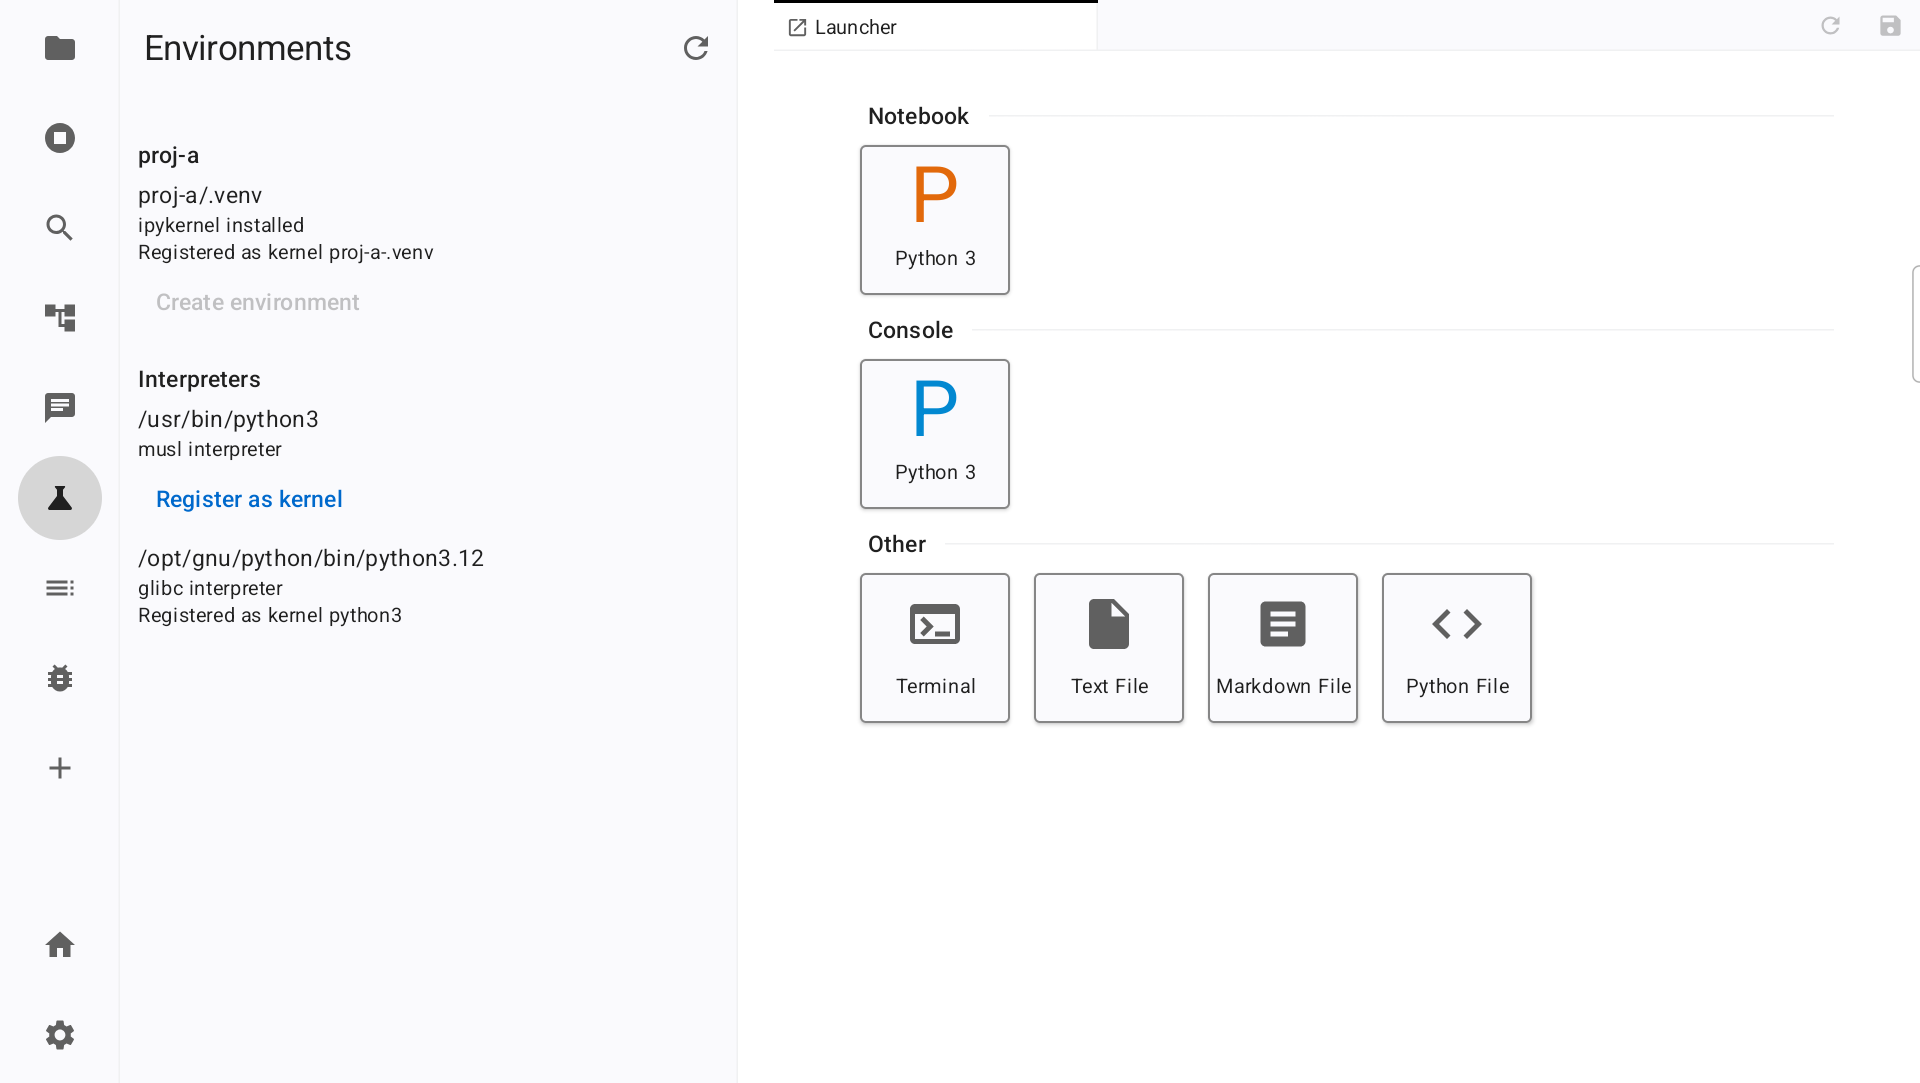 Environments
proj-a
proj-a/.venv
ipykernel installed
Registered as kernel proj-a-.venv
Create environment
Interpreters
/usr/bin/python3
musl interpreter
Register as kernel
/opt/gnu/python/bin/python3.12
glibc interpreter
Registered as kernel python3
Launcher
Notebook
P
Python 3
Console
P
Python 3
Other
Terminal
Text File
Markdown File
Python File